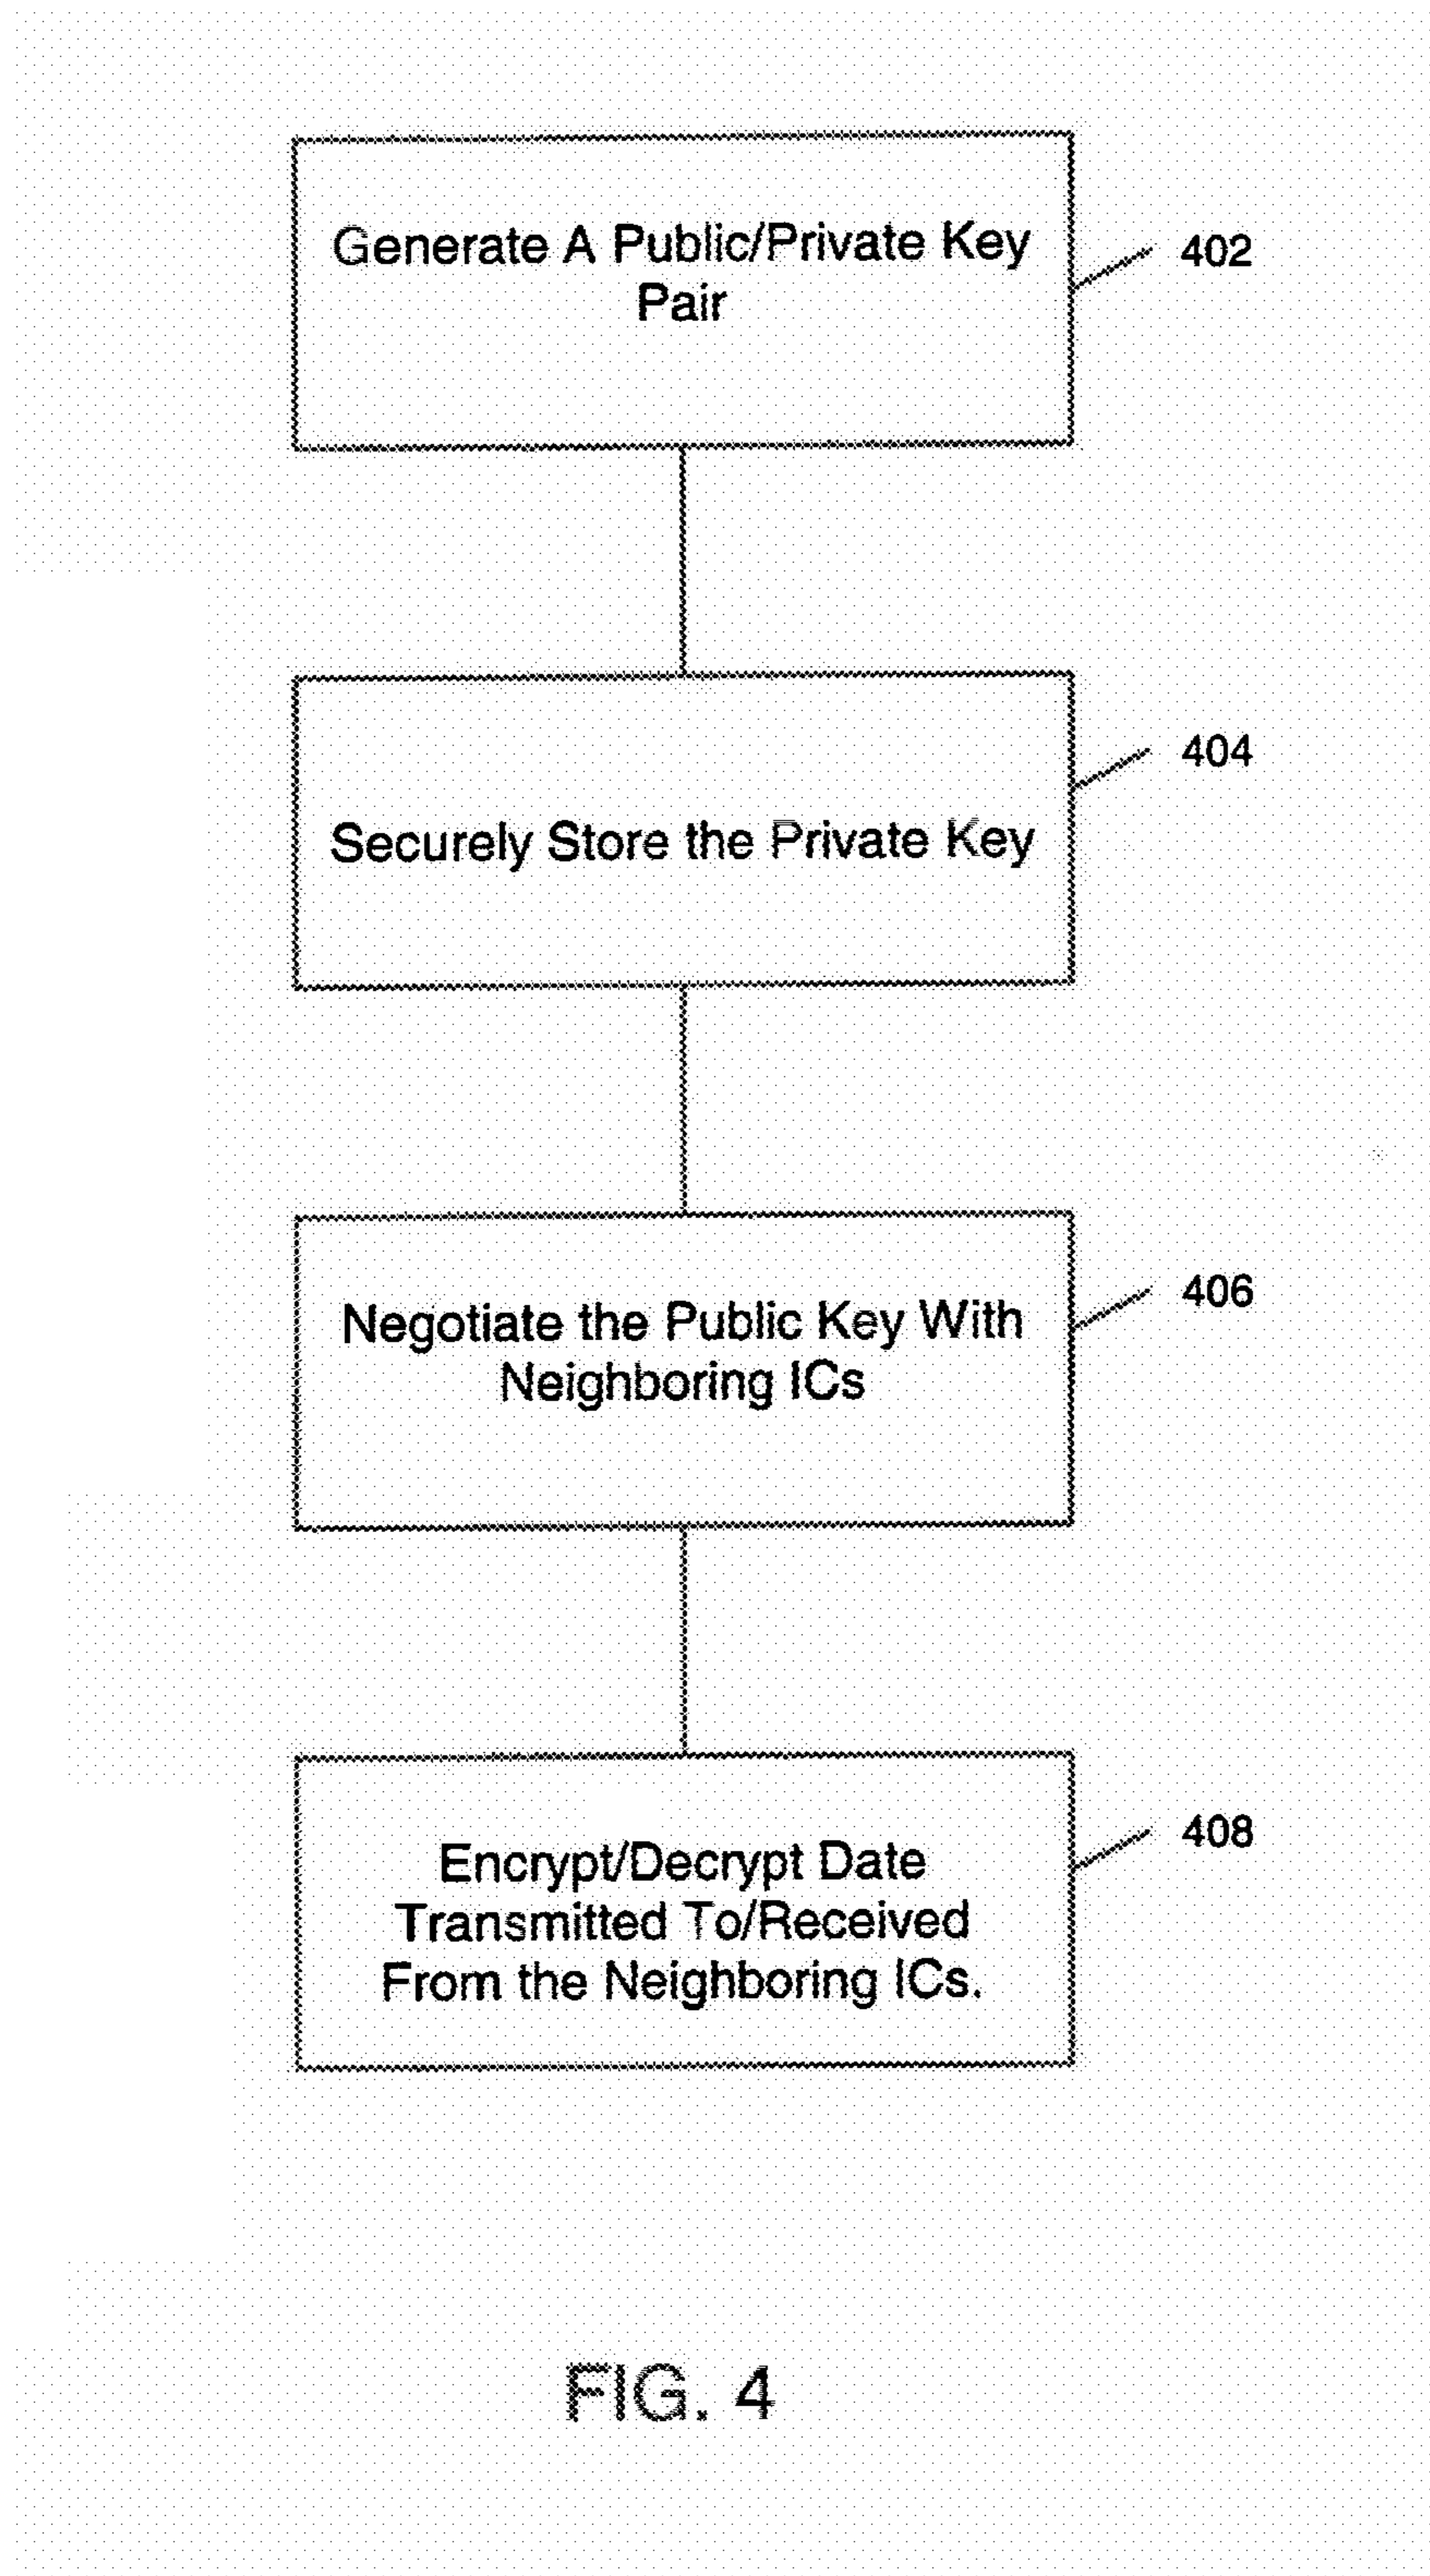 Generate A Public/Private Key
Pair
402
Securely Store the Private Key
404
Negotiate the Public Key With
Neighboring ICs
406
Encrypt/Decrypt Date
Transmitted To/Received
From the Neighboring ICs.
408
FIG. 4